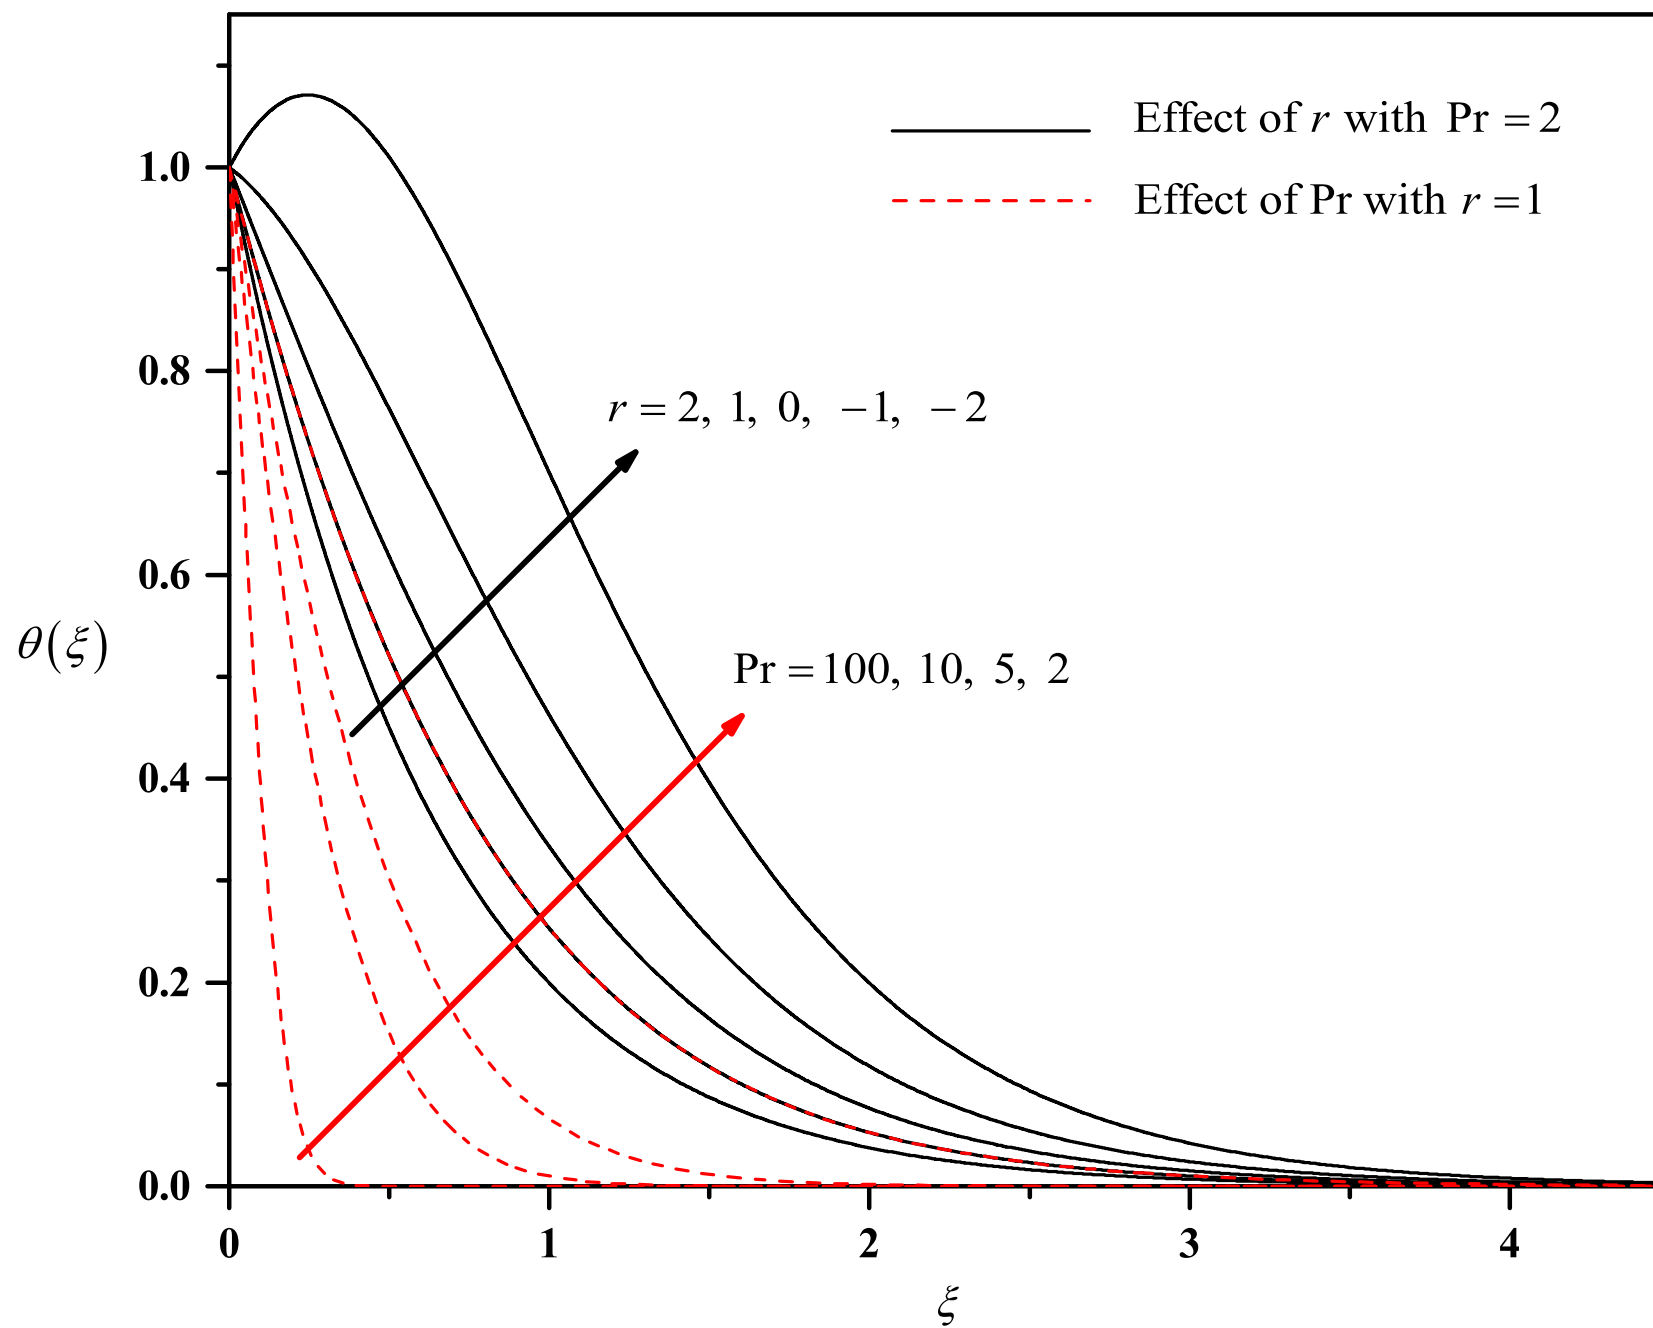 Effect of r with Pr = 2
Effect of Pr with r = 1
r = 2, 1, 0, −1, −2
Pr = 100, 10, 5, 2
θ(ξ)
1.0
0.8
0.6
0.4
0.2
0.0
0 1 2 3 4
ξ